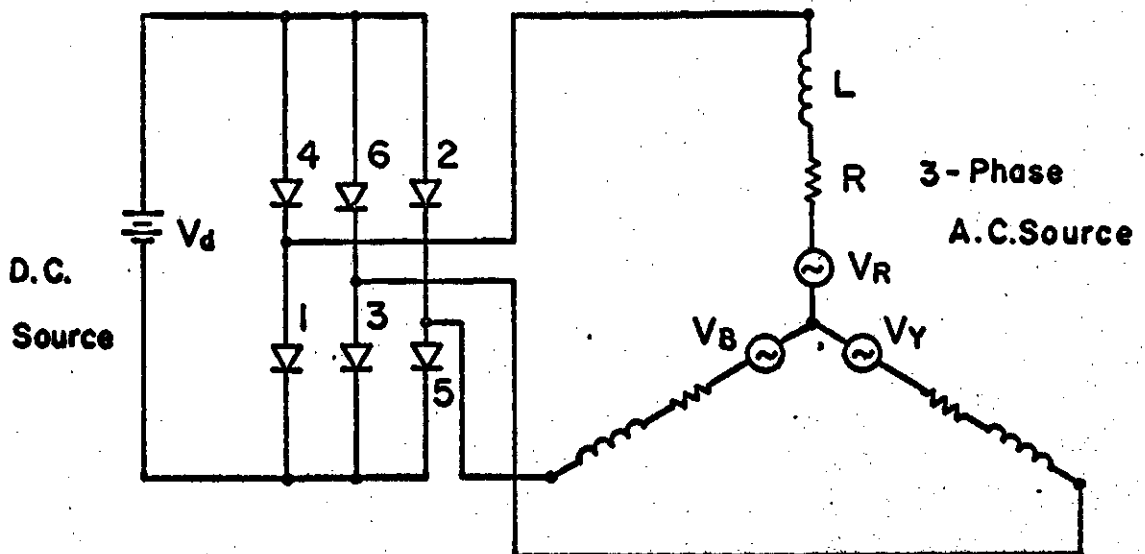 4
6
2
L
R
3-Phase
A.C.Source
Vd
D.C.
Source
VR
1
3
5
VB
VY